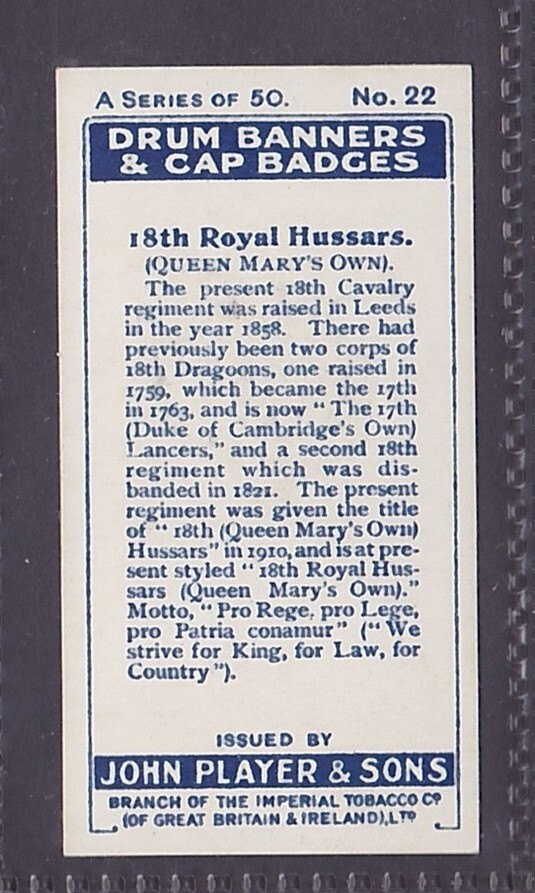 A SERIES OF 50. No. 22
DRUM BANNERS
& CAP BADGES
18th Royal Hussars.
(QUEEN MARY'S OWN).
The present 18th Cavalry
regiment was raised in Leeds
in the year 1858. There had
previously been two corps of
18th Dragoons, one raised in
1759, which became the 17th
in 1763, and is now "The 17th
(Duke of Cambridge's Own)
Lancers," and a second 18th
regiment which was dis-
banded in 1821. The present
regiment was given the title
of "18th (Queen Mary's Own)
Hussars" in 1910, and is at pre-
sent styled "18th Royal Hus-
sars (Queen Mary's Own)."
Motto, "Pro Rege, pro Lege,
pro Patria conamur" ("We
strive for King, for Law, for
Country").
ISSUED BY
JOHN PLAYER & SONS
BRANCH OF THE IMPERIAL TOBACCO Cº
(OF GREAT BRITAIN & IRELAND), LTD